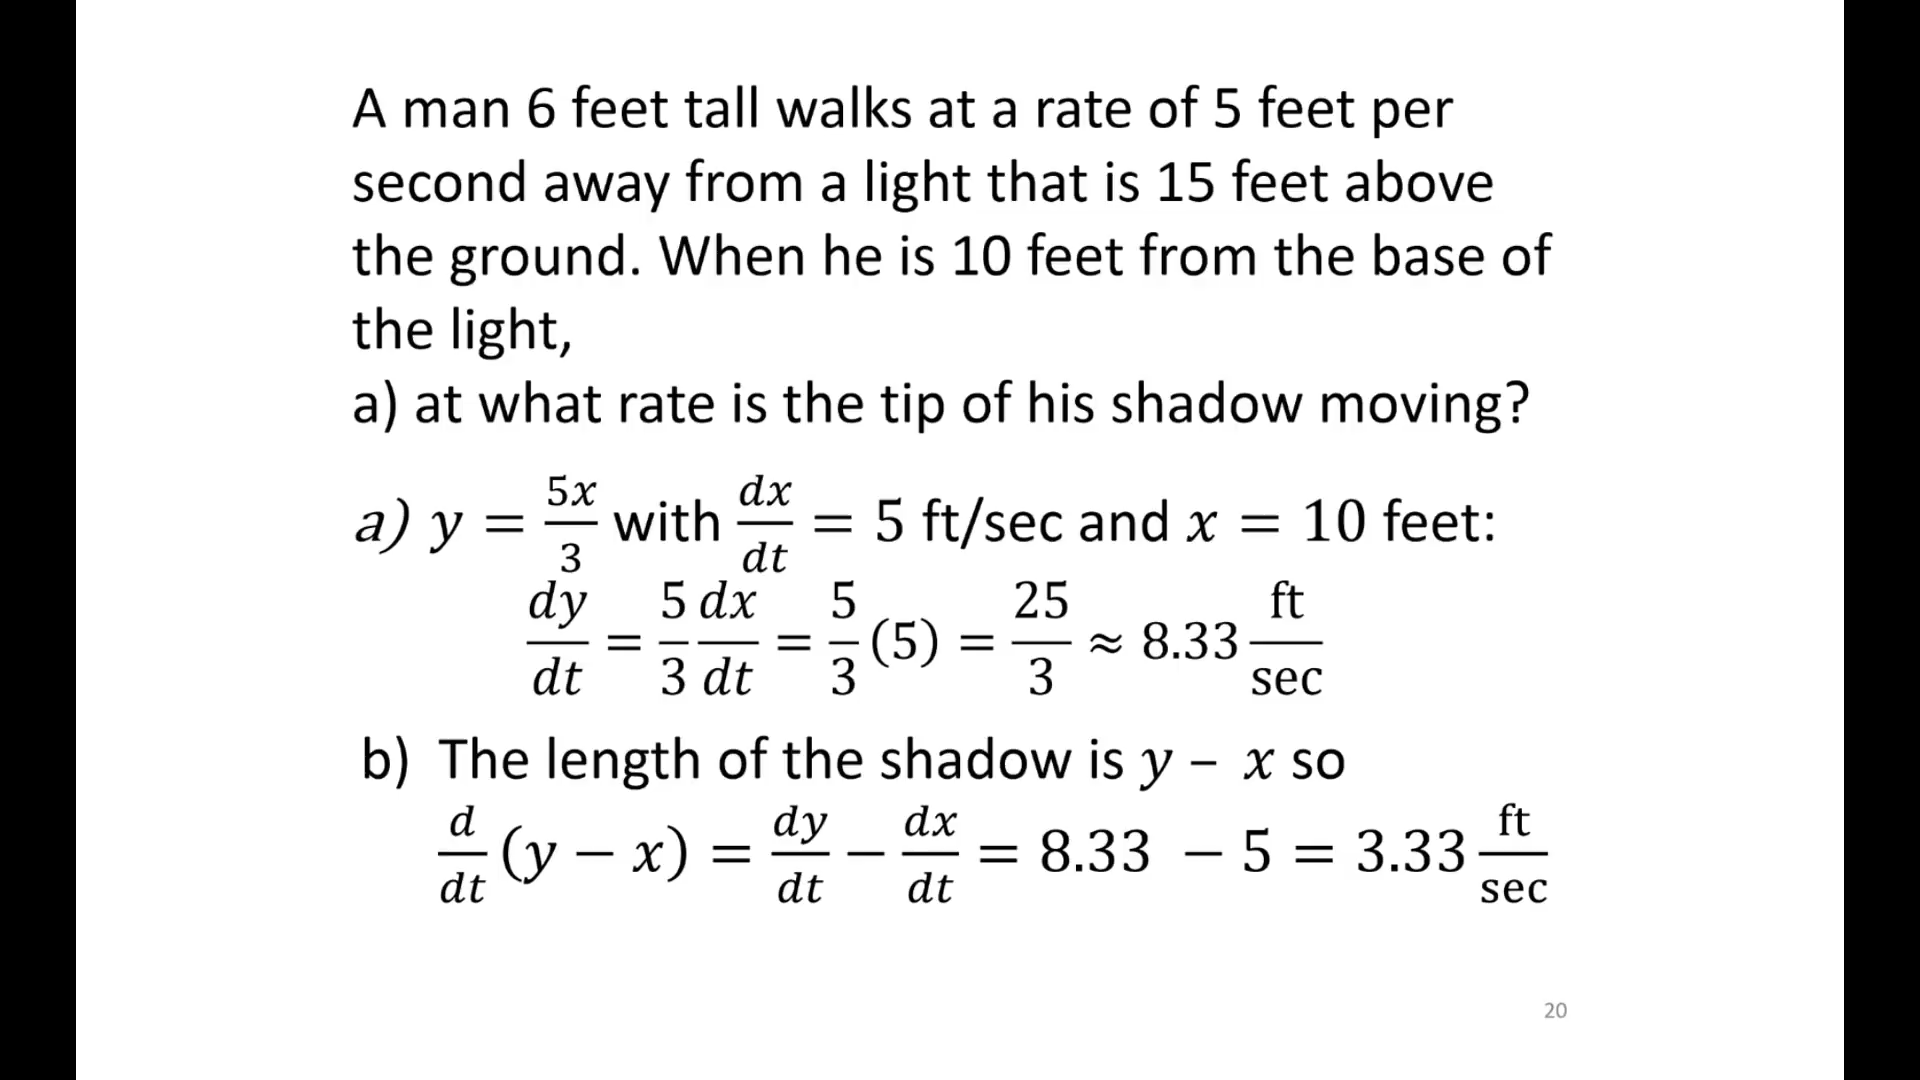 A man 6 feet tall walks at a rate of 5 feet per
second away from a light that is 15 feet above
the ground. When he is 10 feet from the base of
the light,
a) at what rate is the tip of his shadow moving?
a) y = 5x/3 with dx/dt = 5 ft/sec and x = 10 feet:
dy/dt = 5/3 dx/dt = 5/3 (5) = 25/3 ≈ 8.33 ft/sec
b) The length of the shadow is y – x so
d/dt (y − x) = dy/dt − dx/dt = 8.33 − 5 = 3.33 ft/sec
20